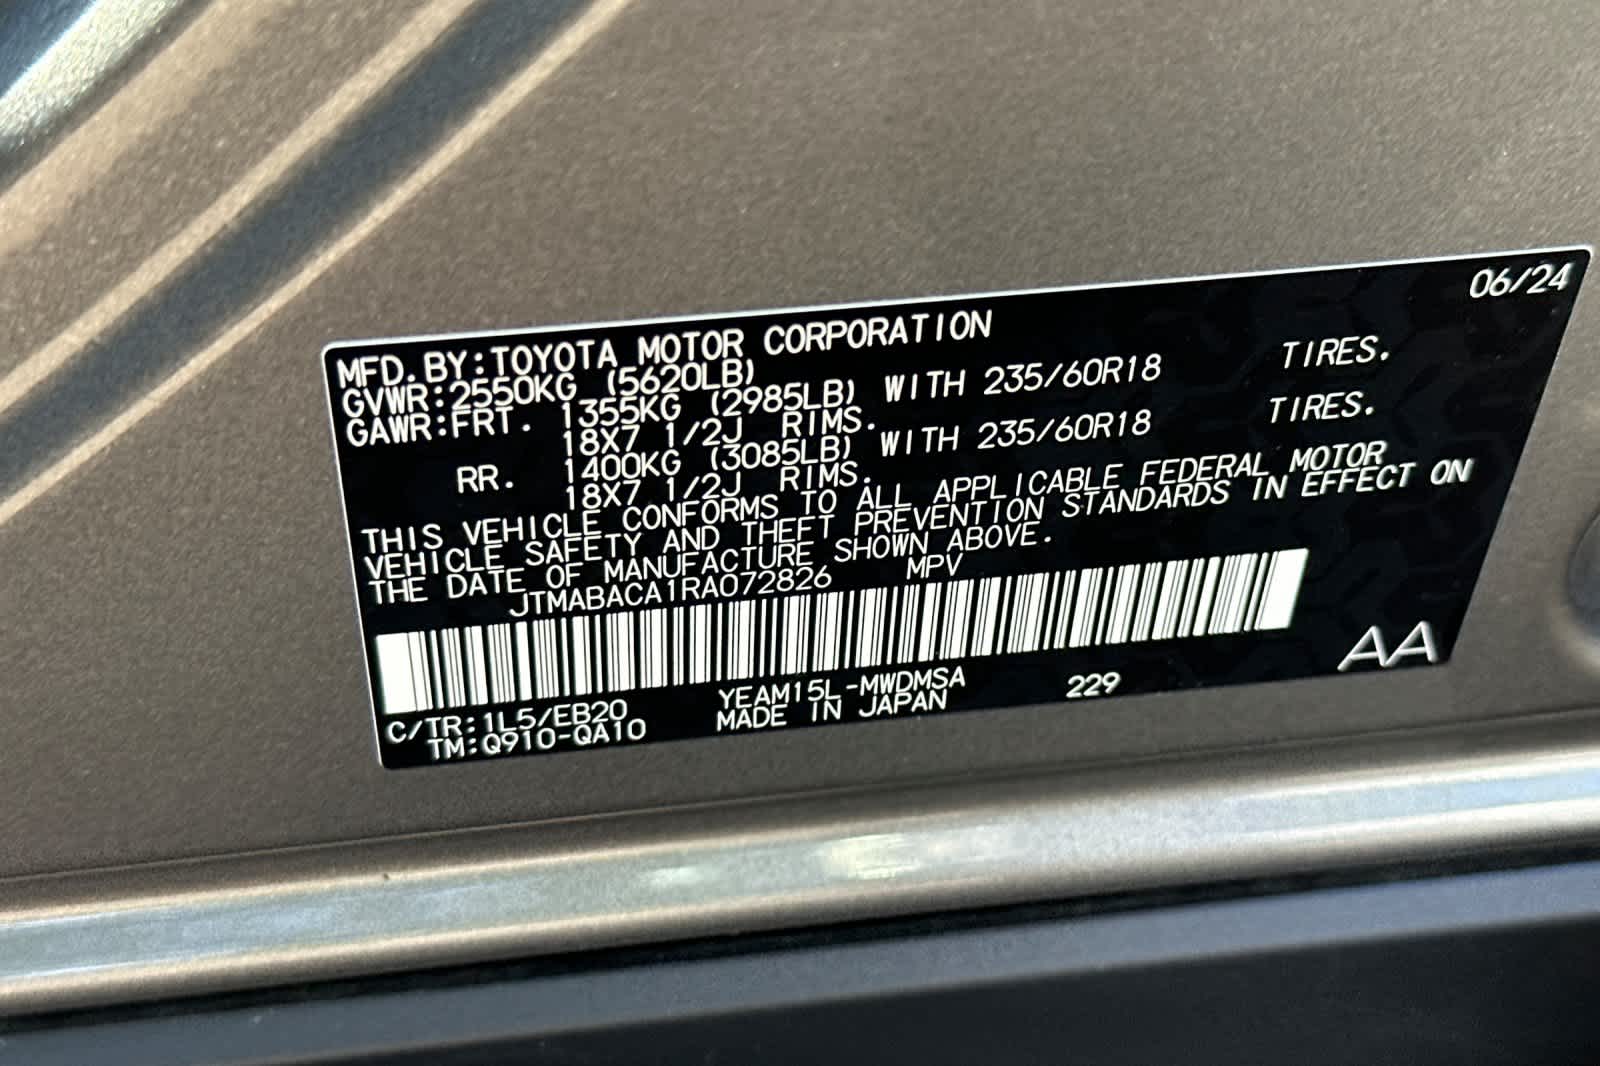 06/24
MFD.BY:TOYOTA MOTOR CORPORATION
GVWR:2550KG (5620LB)
GAWR:FRT. 1355KG (2985LB) WITH 235/60R18 TIRES.
18X7 1/2J RIMS.
RR. 1400KG (3085LB) WITH 235/60R18 TIRES.
18X7 1/2J RIMS.
THIS VEHICLE CONFORMS TO ALL APPLICABLE FEDERAL MOTOR
VEHICLE SAFETY AND THEFT PREVENTION STANDARDS IN EFFECT ON
THE DATE OF MANUFACTURE SHOWN ABOVE.
JTMABACA1RA072826 MPV
C/TR:1L5/EB20 YEAM15L-MWDMSA 229 AA
TM:Q910-QA10 MADE IN JAPAN